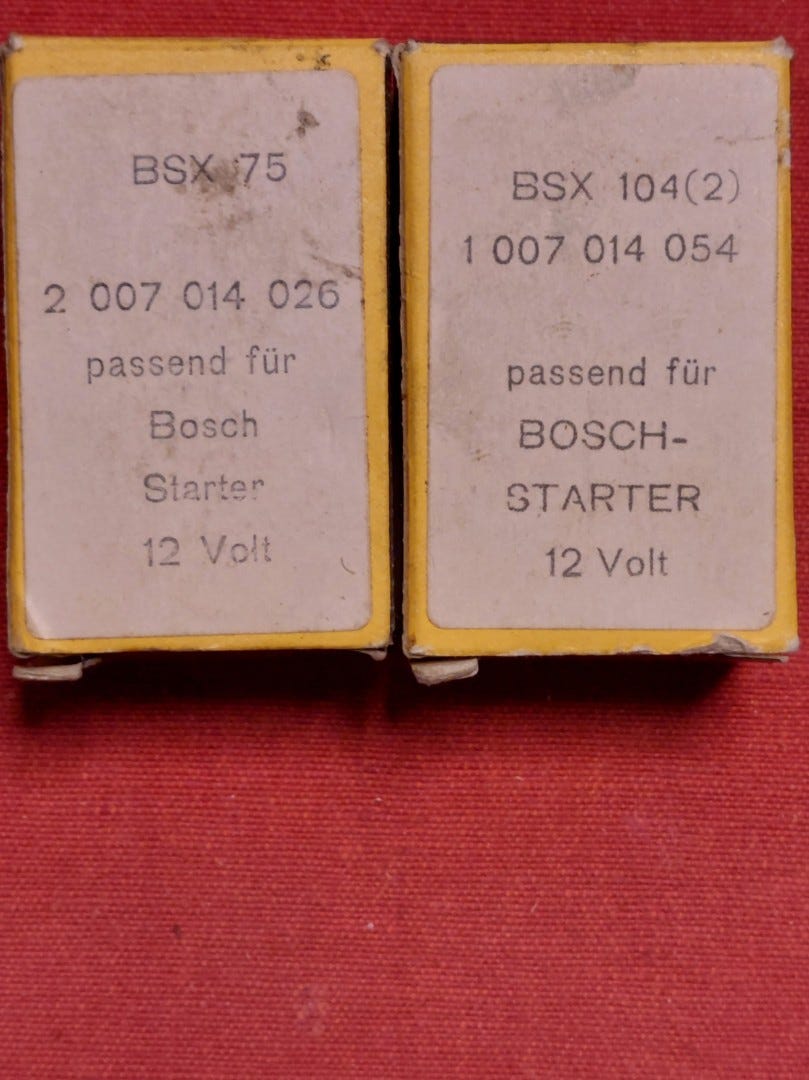 BSX 75
2 007 014 026
passend für
Bosch
Starter
12 Volt
BSX 104(2)
1 007 014 054
passend für
BOSCH-
STARTER
12 Volt